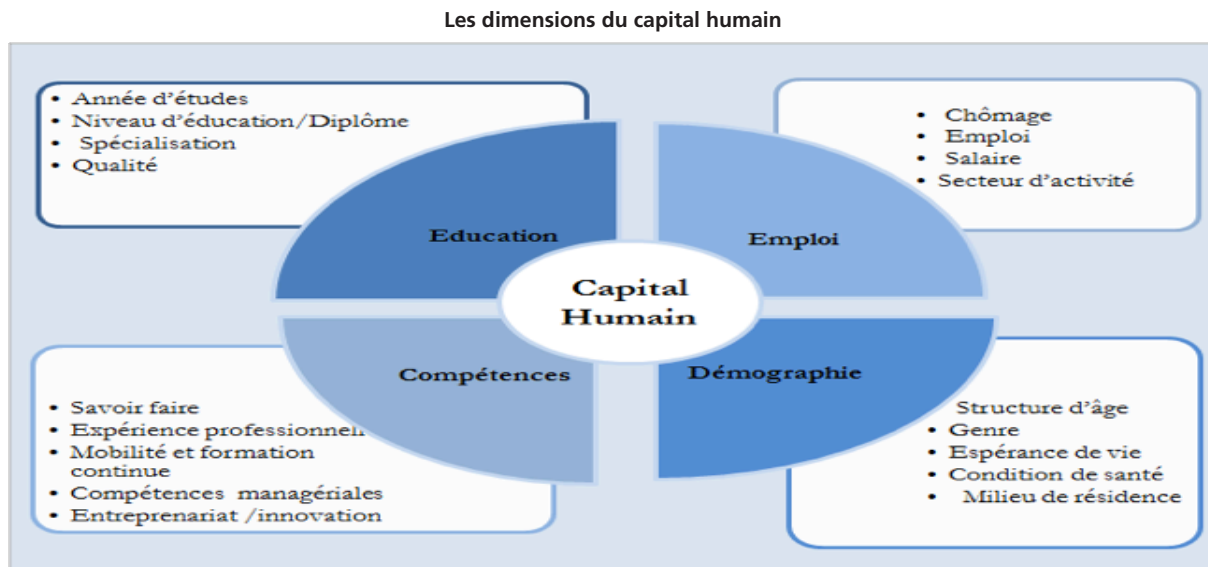 Les dimensions du capital humain
• Année d'études
• Niveau d'éducation/Diplôme
• Spécialisation
• Qualité
• Chômage
• Emploi
• Salaire
• Secteur d'activité
Education
Emploi
Capital
Humain
Compétences
Démographie
• Savoir faire
• Expérience professionnell
• Mobilité et formation
continue
• Compétences managériales
• Entreprenariat /innovation
Structure d'âge
• Genre
• Espérance de vie
• Condition de santé
• Milieu de résidence